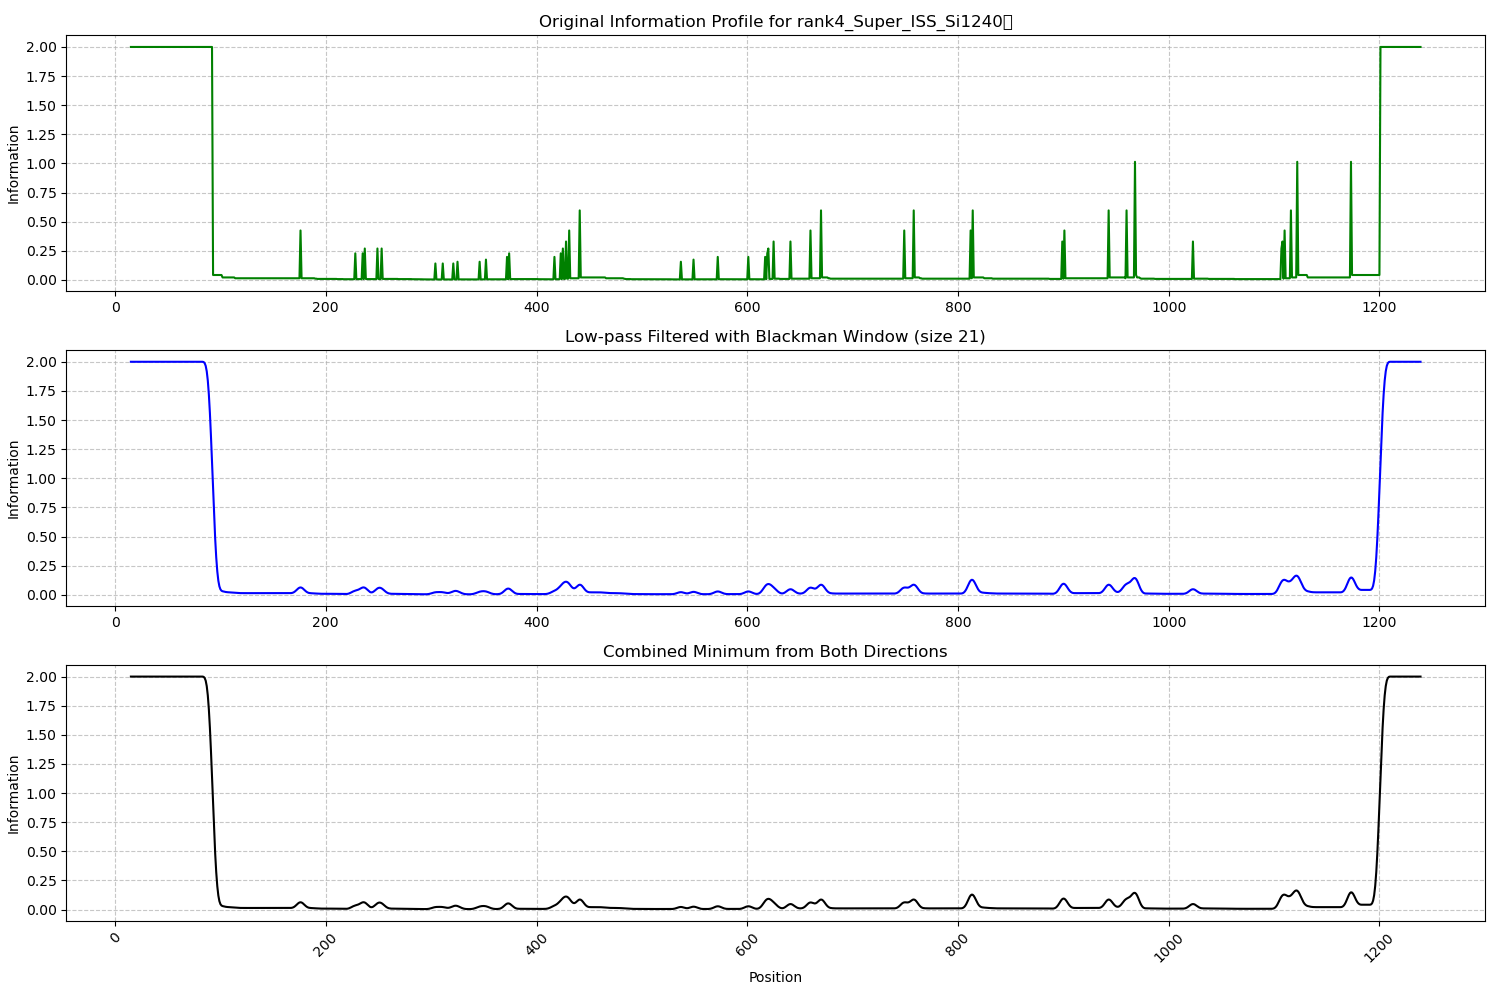 Original Information Profile for rank4_Super_ISS_Si1240
2.00
1.75
1.50
1.25
1.00
0.75
0.50
0.25
0.00
Information
0 200 400 600 800 1000 1200
Low-pass Filtered with Blackman Window (size 21)
2.00
1.75
1.50
1.25
1.00
0.75
0.50
0.25
0.00
Information
0 200 400 600 800 1000 1200
Combined Minimum from Both Directions
2.00
1.75
1.50
1.25
1.00
0.75
0.50
0.25
0.00
Information
0 200 400 600 800 1000 1200
Position